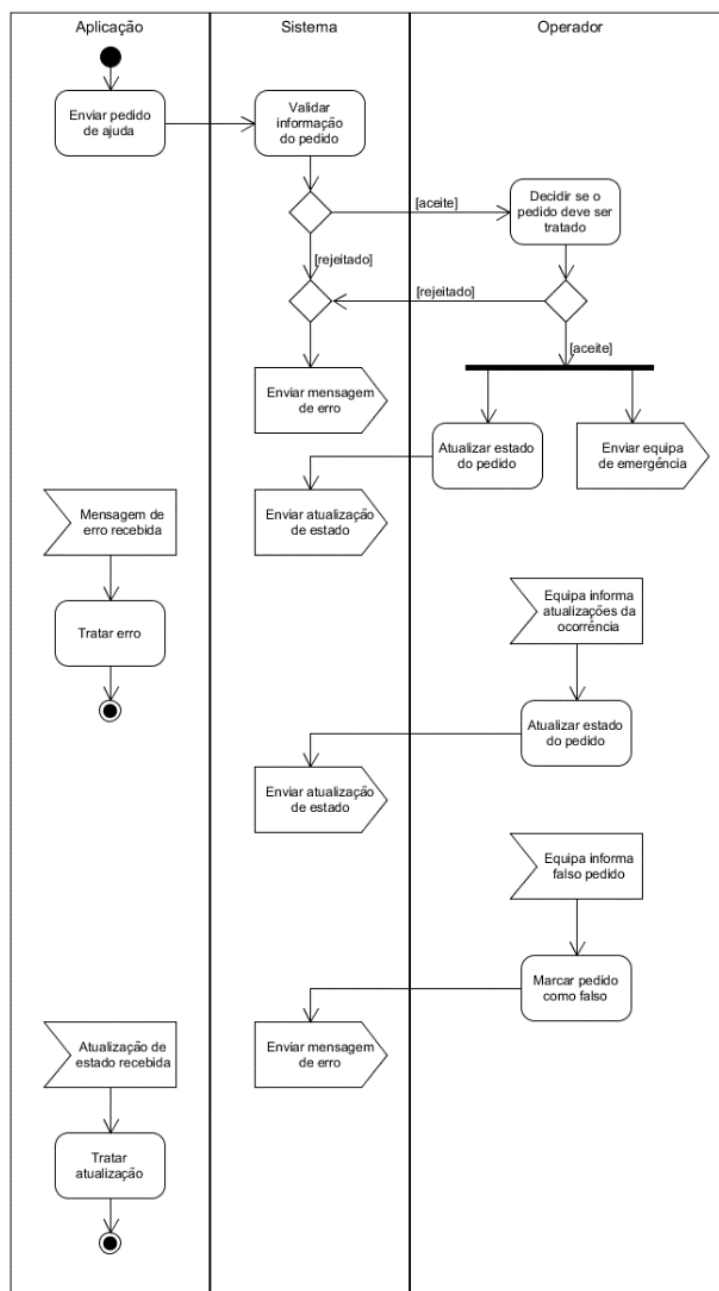 Aplicação
Sistema
Operador
Enviar pedido
de ajuda
Validar
informação
do pedido
[aceite]
Decidir se o
pedido deve ser
tratado
[rejeitado]
[rejeitado]
[aceite]
Enviar mensagem
de erro
Atualizar estado
do pedido
Enviar equipa
de emergência
Enviar atualização
de estado
Mensagem de
erro recebida
Tratar erro
Equipa informa
atualizações da
ocorrência
Atualizar estado
do pedido
Enviar atualização
de estado
Equipa informa
falso pedido
Marcar pedido
como falso
Enviar mensagem
de erro
Atualização de
estado recebida
Tratar
atualização